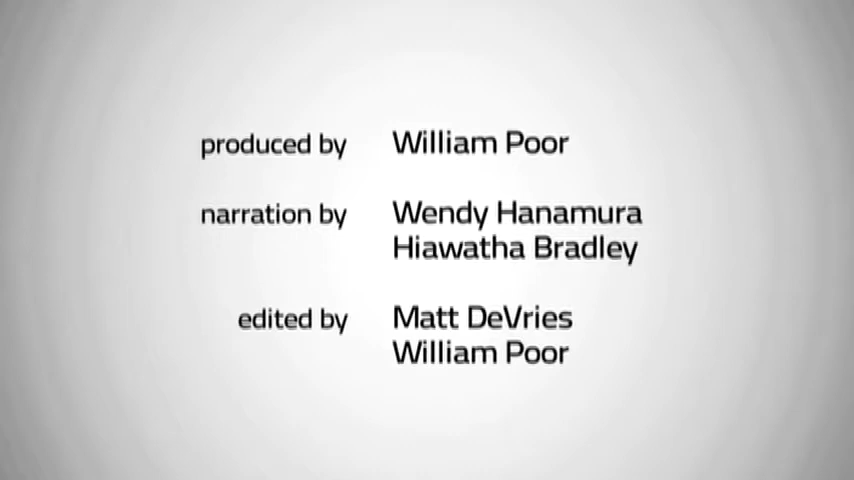 produced by William Poor
narration by Wendy Hanamura
Hiawatha Bradley
edited by Matt DeVries
William Poor